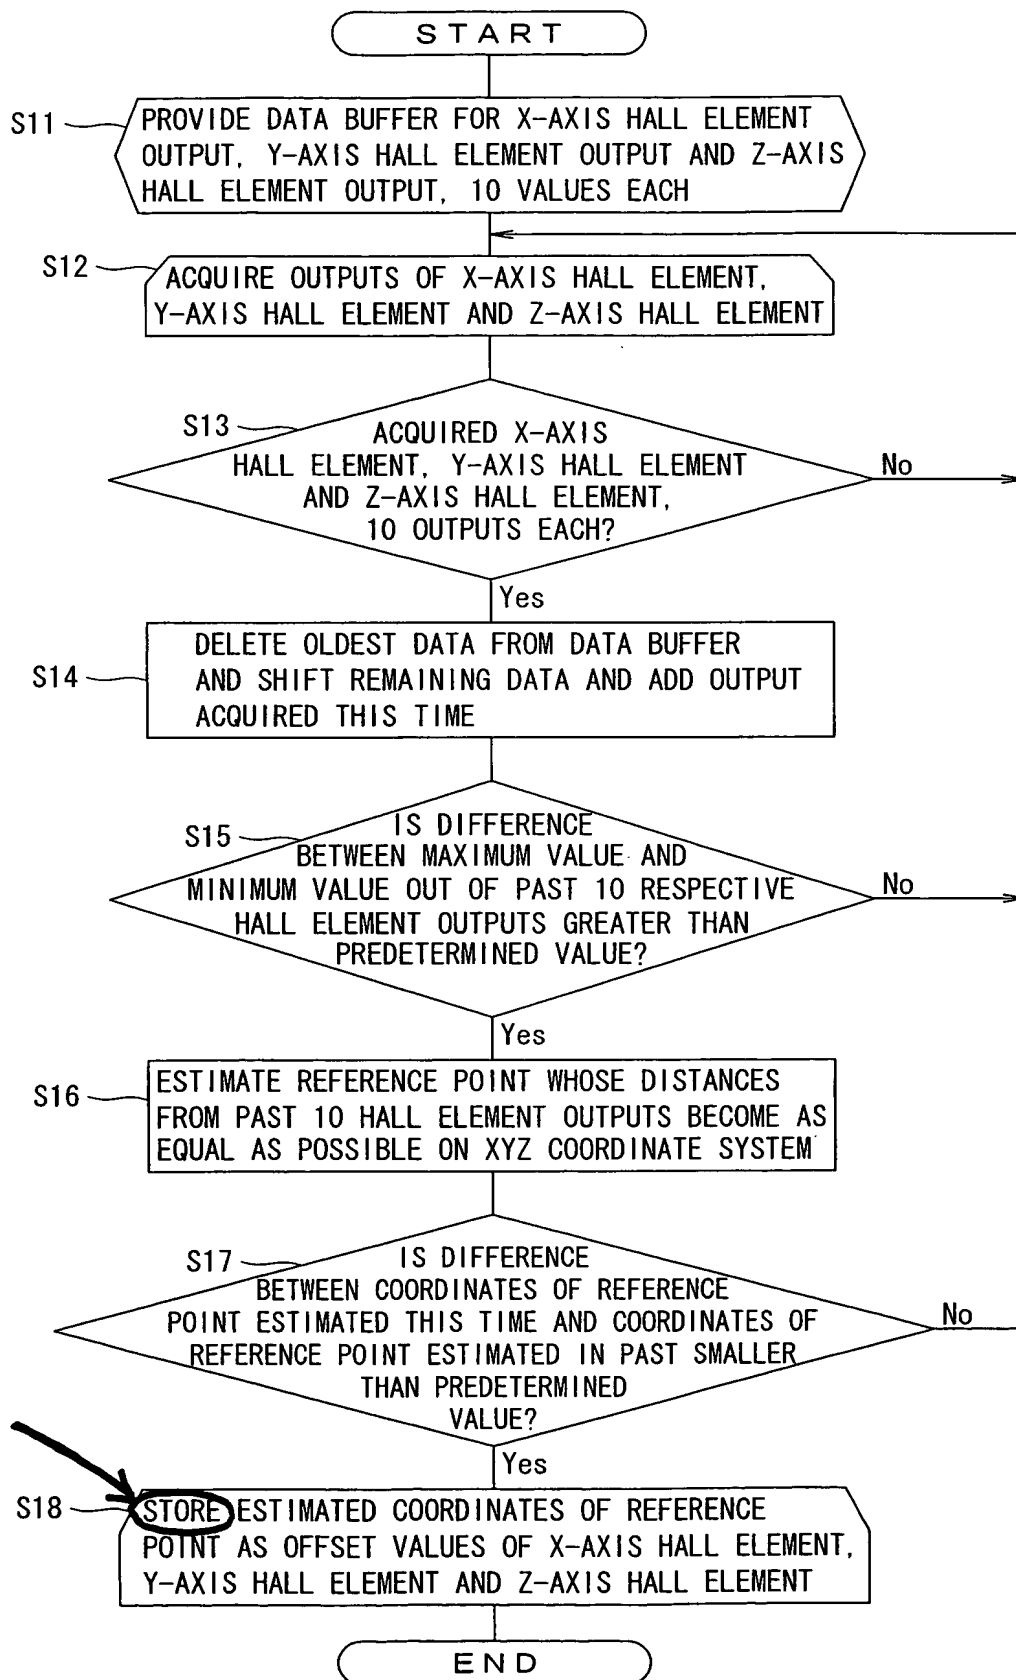 START
S11
PROVIDE DATA BUFFER FOR X-AXIS HALL ELEMENT
OUTPUT, Y-AXIS HALL ELEMENT OUTPUT AND Z-AXIS
HALL ELEMENT OUTPUT, 10 VALUES EACH
S12
ACQUIRE OUTPUTS OF X-AXIS HALL ELEMENT,
Y-AXIS HALL ELEMENT AND Z-AXIS HALL ELEMENT
S13
ACQUIRED X-AXIS
HALL ELEMENT, Y-AXIS HALL ELEMENT
AND Z-AXIS HALL ELEMENT,
10 OUTPUTS EACH?
No
Yes
S14
DELETE OLDEST DATA FROM DATA BUFFER
AND SHIFT REMAINING DATA AND ADD OUTPUT
ACQUIRED THIS TIME
S15
IS DIFFERENCE
BETWEEN MAXIMUM VALUE AND
MINIMUM VALUE OUT OF PAST 10 RESPECTIVE
HALL ELEMENT OUTPUTS GREATER THAN
PREDETERMINED VALUE?
No
Yes
S16
ESTIMATE REFERENCE POINT WHOSE DISTANCES
FROM PAST 10 HALL ELEMENT OUTPUTS BECOME AS
EQUAL AS POSSIBLE ON XYZ COORDINATE SYSTEM
S17
IS DIFFERENCE
BETWEEN COORDINATES OF REFERENCE
POINT ESTIMATED THIS TIME AND COORDINATES OF
REFERENCE POINT ESTIMATED IN PAST SMALLER
THAN PREDETERMINED
VALUE?
No
Yes
S18
STORE ESTIMATED COORDINATES OF REFERENCE
POINT AS OFFSET VALUES OF X-AXIS HALL ELEMENT,
Y-AXIS HALL ELEMENT AND Z-AXIS HALL ELEMENT
END